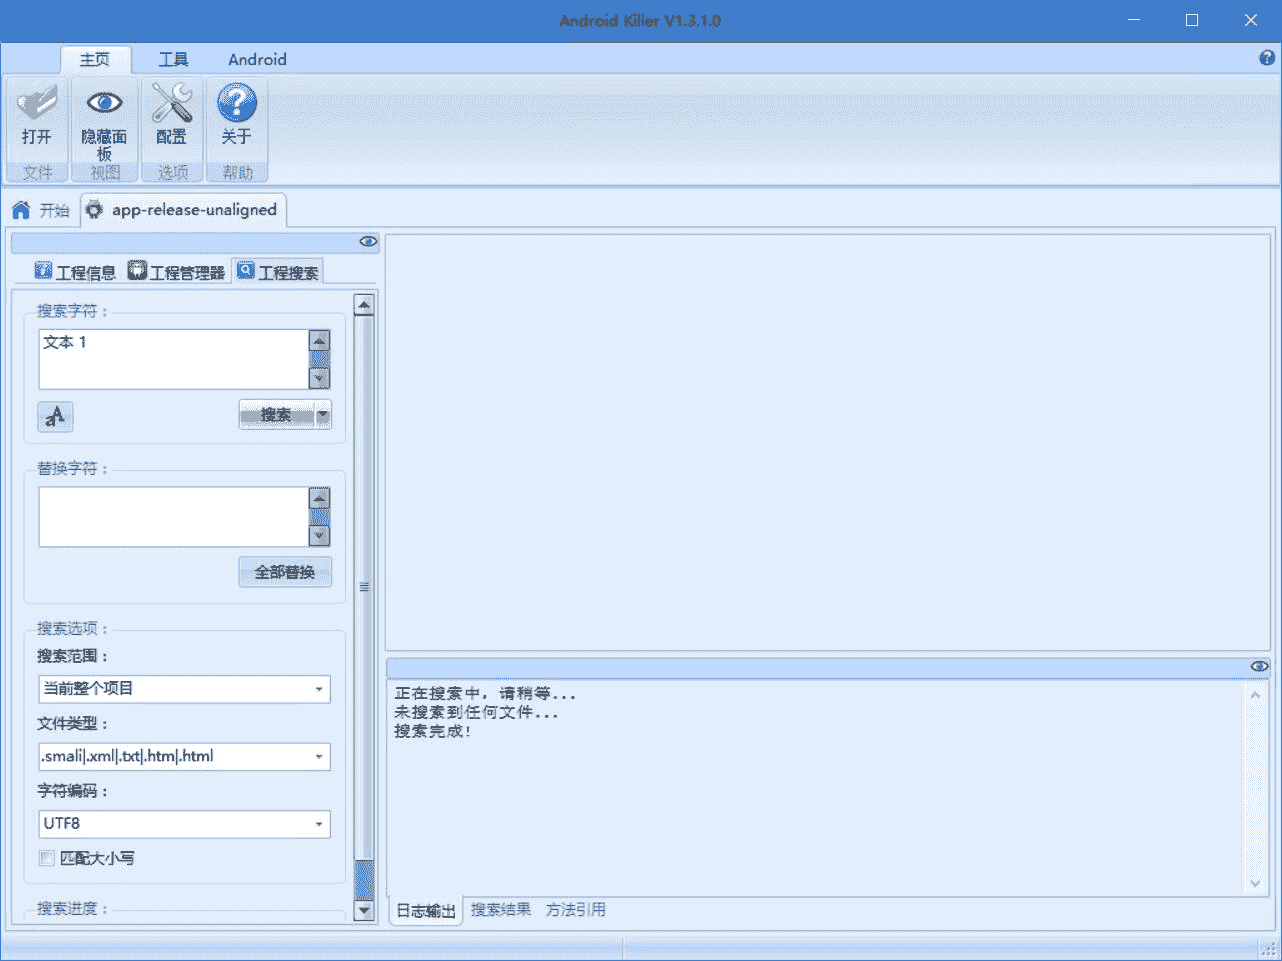 Android Killer V1.3.1.0
主页 工具 Android
打开 隐藏面板 配置 关于
文件 视图 选项 帮助
开始 app-release-unaligned
工程信息 工程管理器 工程搜索
搜索字符：
文本 1
aA
搜索
替换字符：
全部替换
搜索选项：
搜索范围：
当前整个项目
文件类型：
.smali|.xml|.txt|.htm|.html
字符编码：
UTF8
匹配大小写
搜索进度：
正在搜索中，请稍等...
未搜索到任何文件...
搜索完成!
日志输出 搜索结果 方法引用